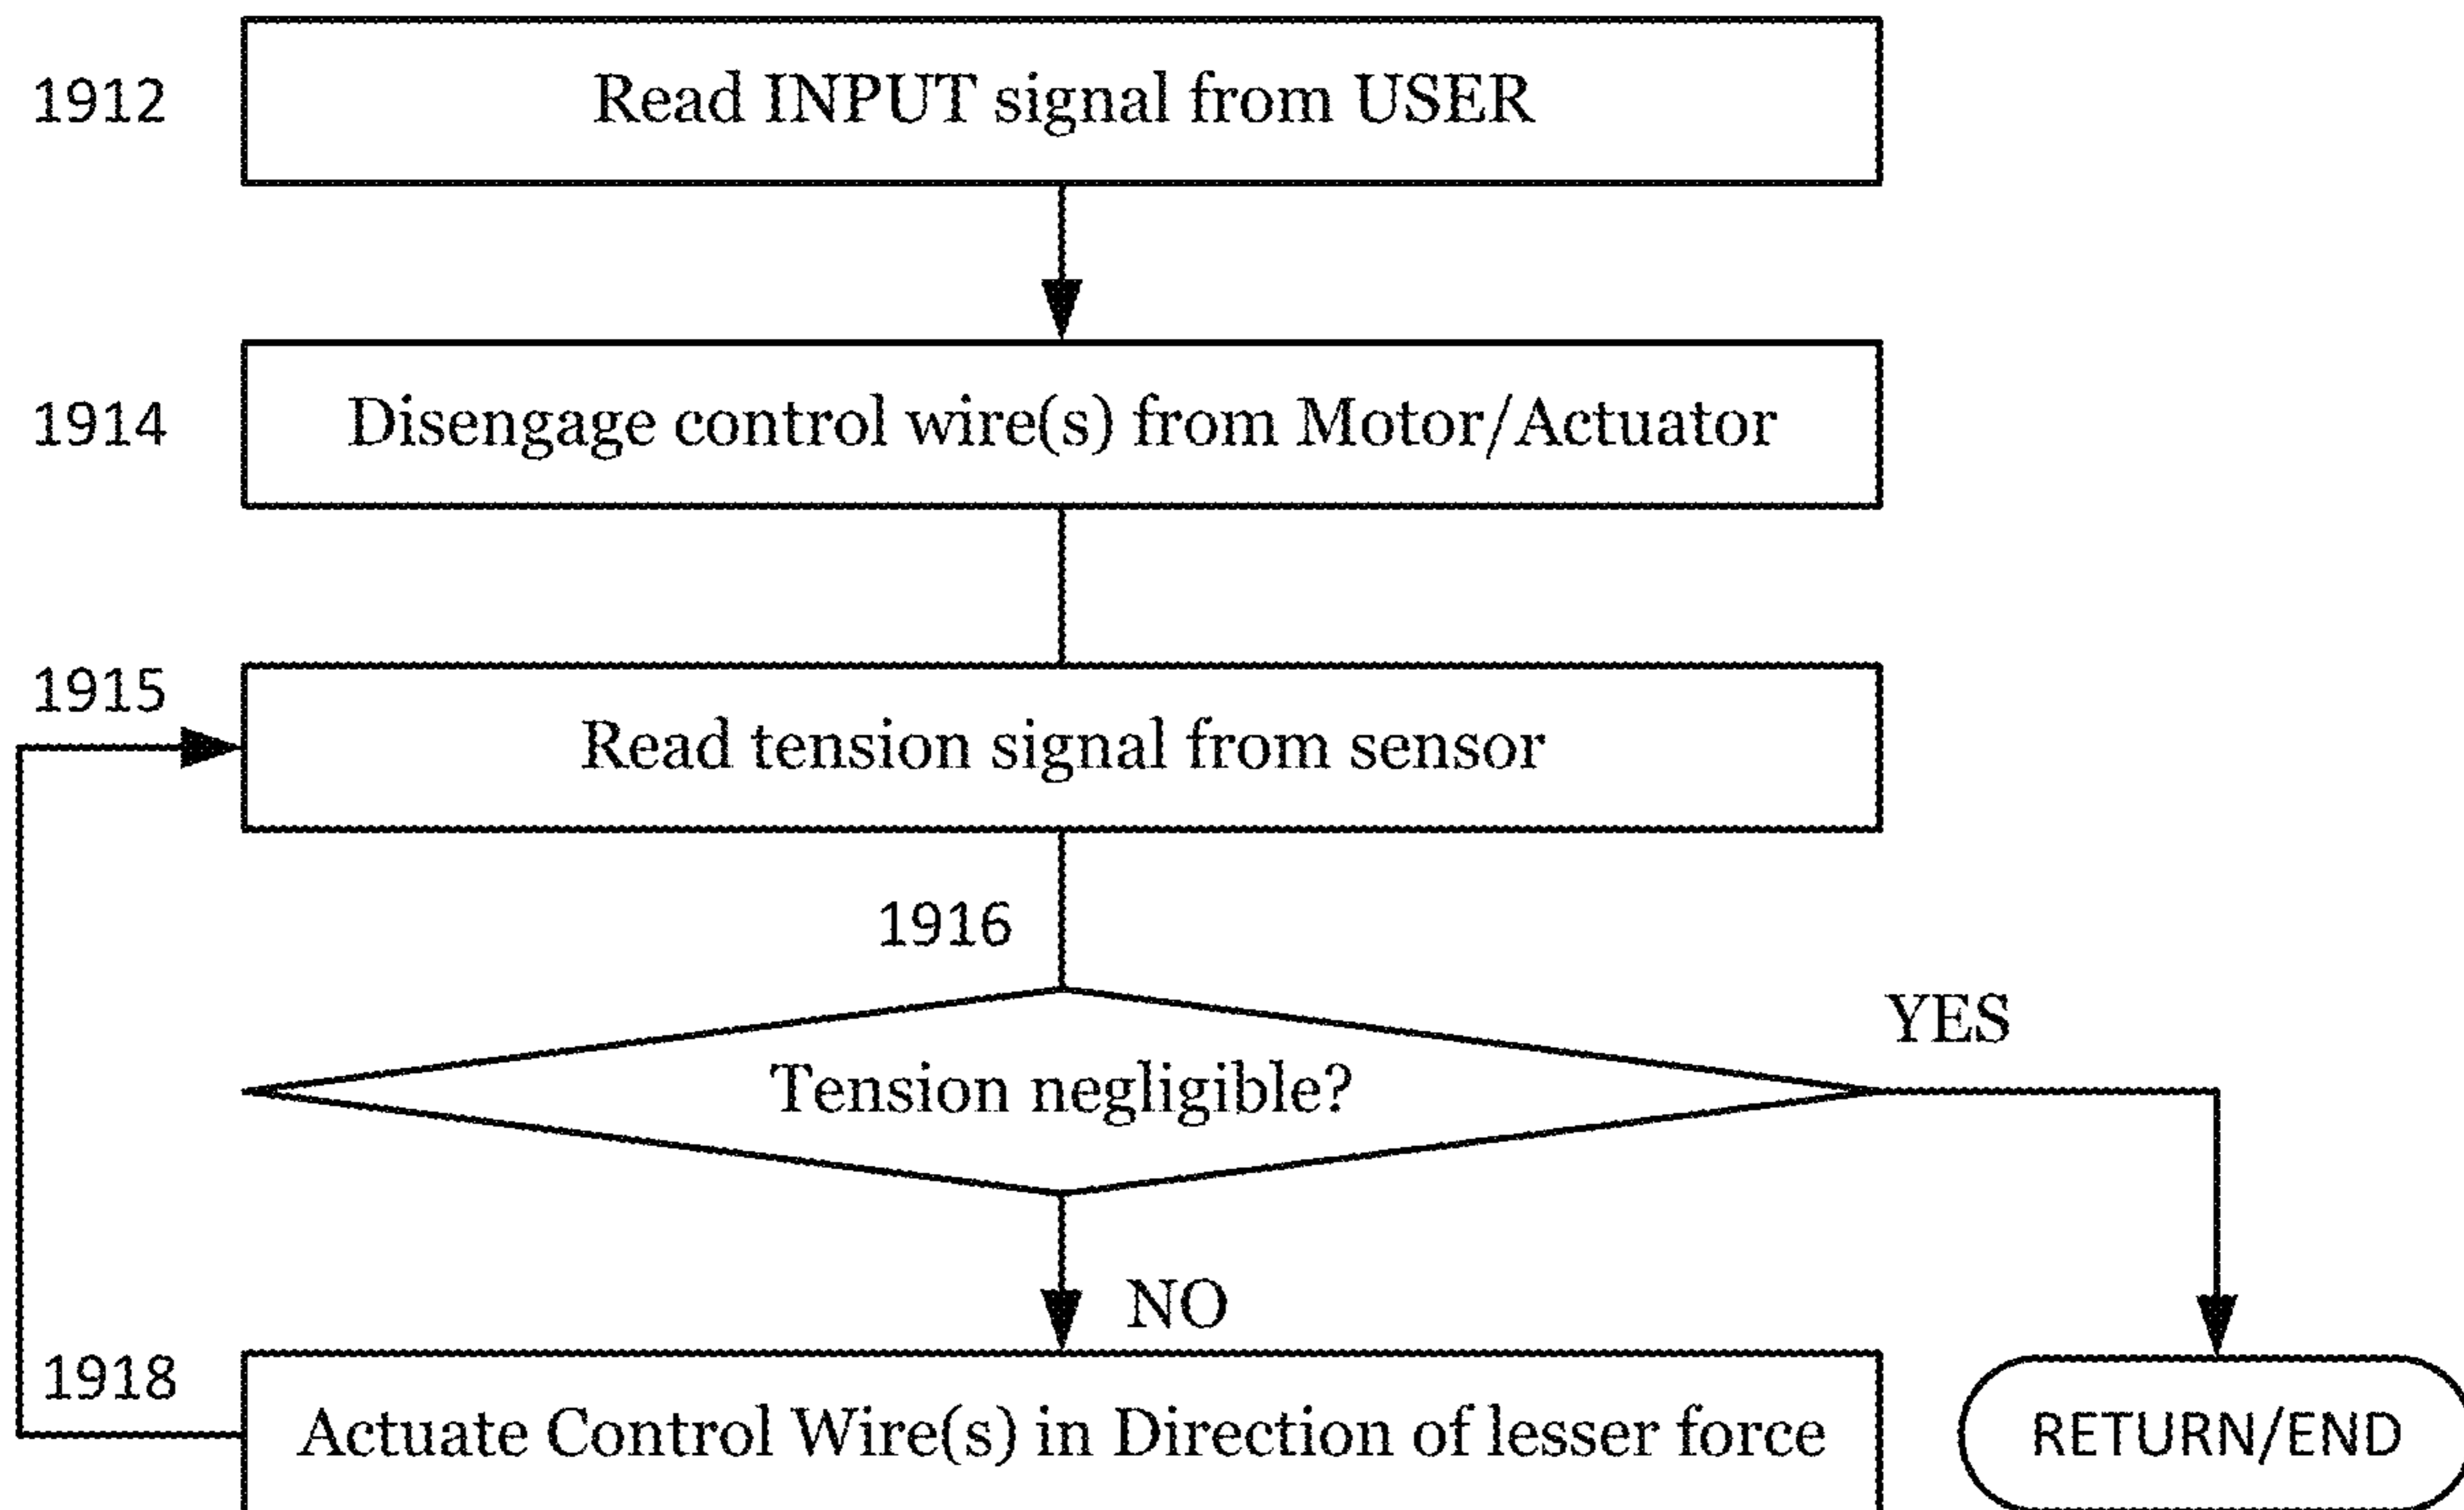 1912
Read INPUT signal from USER
1914
Disengage control wire(s) from Motor/Actuator
1915
Read tension signal from sensor
1916
YES
Tension negligible?
NO
1918
Actuate Control Wire(s) in Direction of lesser force
RETURN/END